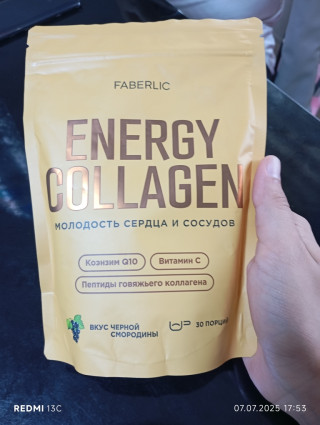 FABERLIC
ENERGY
COLLAGEN
МОЛОДОСТЬ СЕРДЦА И СОСУДОВ
Коэнзим Q10
Витамин С
Пептиды говяжьего коллагена
ВКУС ЧЕРНОЙ
СМОРОДИНЫ
30 ПОРЦИЙ
REDMI 13C
07.07.2025 17:53